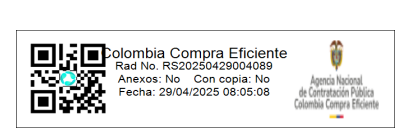 Colombia Compra Eficiente
Rad No. RS20250429004089
Anexos: No Con copia: No
Fecha: 29/04/2025 08:05:08
Agencia Nacional
de Contratación Pública
Colombia Compra Eficiente